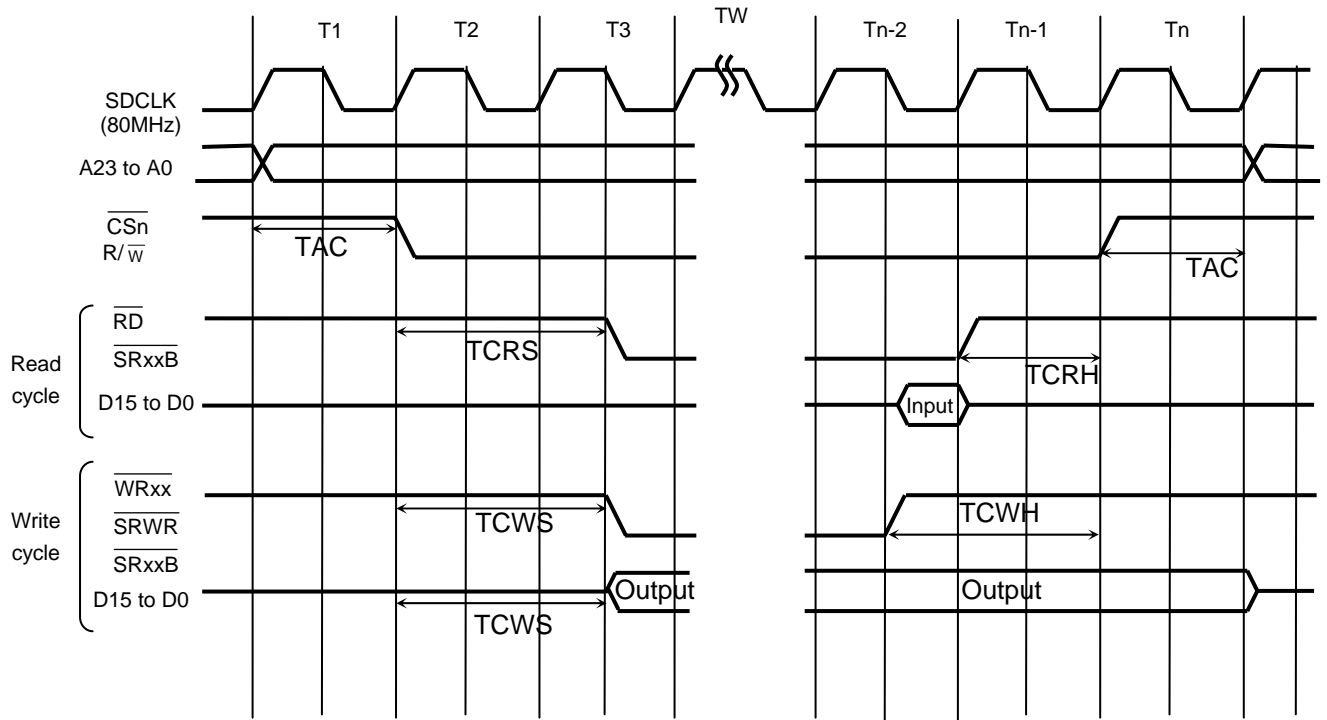 T1 T2 T3 TW Tn-2 Tn-1 Tn
SDCLK
(80MHz)
A23 to A0
CSn
R/W
TAC
TAC
Read
cycle
RD
SRxxB
TCRS
TCRH
D15 to D0
Input
Write
cycle
WRxx
SRWR
SRxxB
TCWS
TCWH
D15 to D0
Output
Output
TCWS